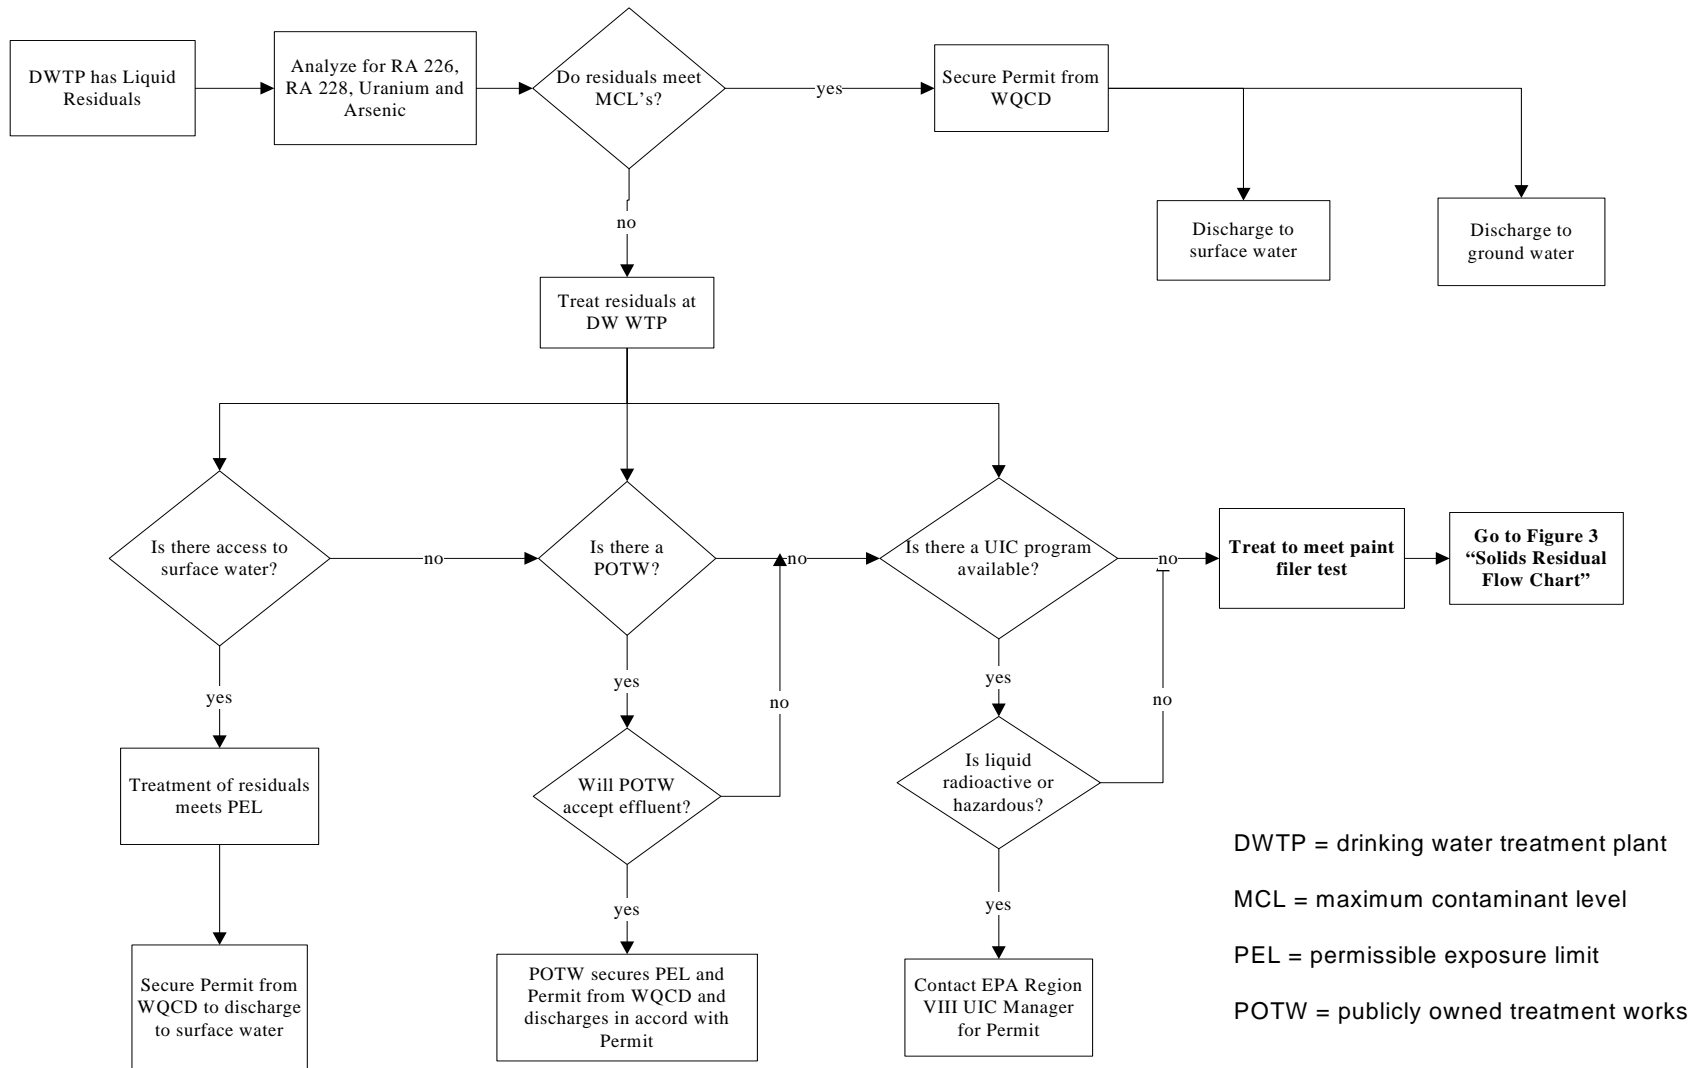 DWTP has Liquid
Residuals
Analyze for RA 226,
RA 228, Uranium and
Arsenic
Do residuals meet
MCL's?
yes
Secure Permit from
WQCD
no
Discharge to
surface water
Discharge to
ground water
Treat residuals at
DW WTP
Is there access to
surface water?
no
Is there a
POTW?
no
Is there a UIC program
available?
no
Treat to meet paint
filer test
Go to Figure 3
“Solids Residual
Flow Chart”
yes
yes
no
yes
no
Treatment of residuals
meets PEL
Will POTW
accept effluent?
Is liquid
radioactive or
hazardous?
yes
yes
Secure Permit from
WQCD to discharge
to surface water
POTW secures PEL and
Permit from WQCD and
discharges in accord with
Permit
Contact EPA Region
VIII UIC Manager
for Permit
DWTP = drinking water treatment plant
MCL = maximum contaminant level
PEL = permissible exposure limit
POTW = publicly owned treatment works